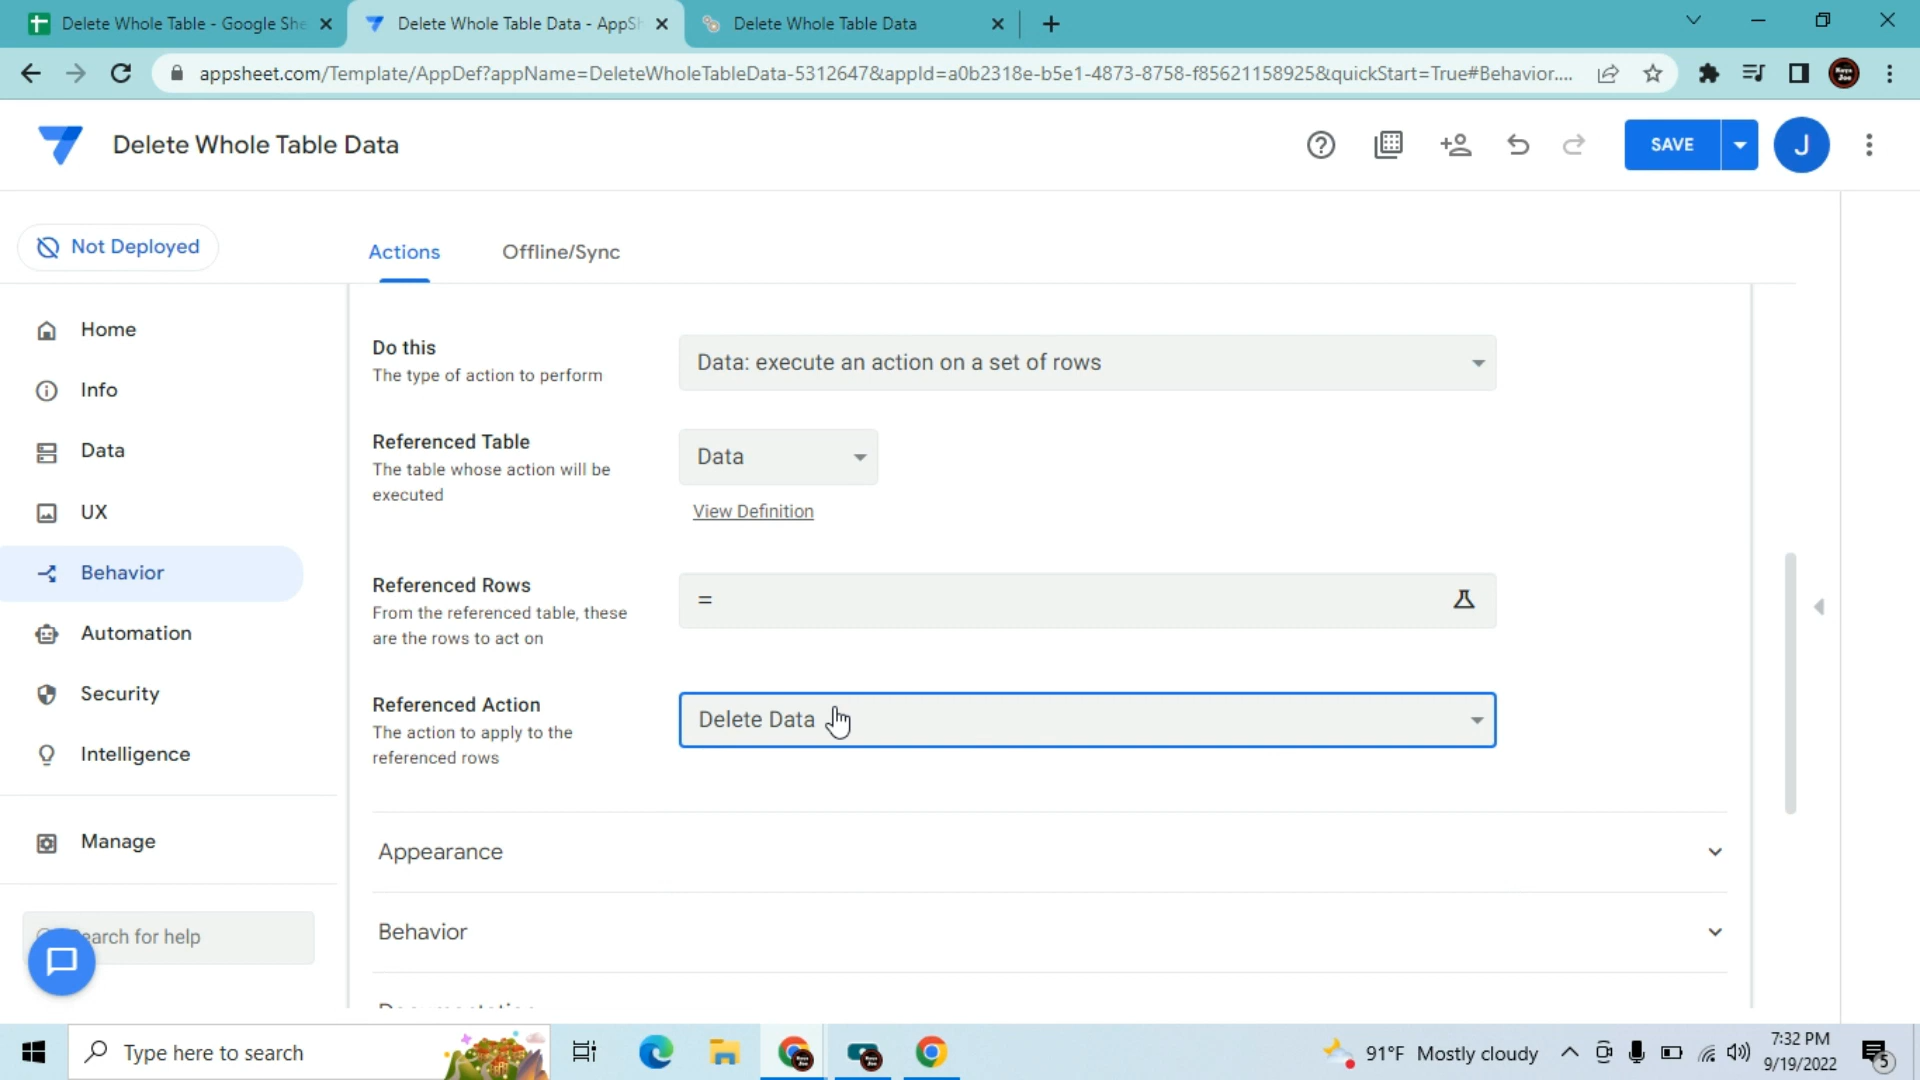 Delete Whole Table - Google She
Delete Whole Table Data - AppSh
Delete Whole Table Data
appsheet.com/Template/AppDef?appName=DeleteWholeTableData-5312647&appId=a0b2318e-b5e1-4873-8758-f85621158925&quickStart=True#Behavior....
Delete Whole Table Data
SAVE
J
Not Deployed
Actions
Offline/Sync
Home
Info
Data
UX
Behavior
Automation
Security
Intelligence
Manage
earch for help
Do this
The type of action to perform
Data: execute an action on a set of rows
Referenced Table
The table whose action will be
executed
Data
View Definition
Referenced Rows
From the referenced table, these
are the rows to act on
=
Referenced Action
The action to apply to the
referenced rows
Delete Data
Appearance
Behavior
Type here to search
91°F Mostly cloudy
7:32 PM
9/19/2022
5